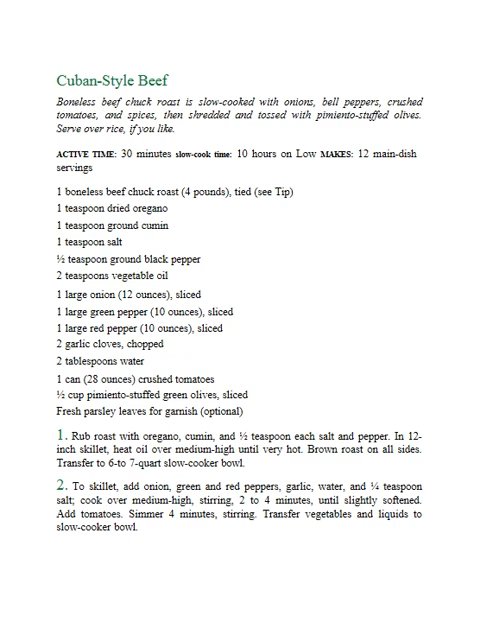 Cuban-Style Beef
Boneless beef chuck roast is slow-cooked with onions, bell peppers, crushed
tomatoes, and spices, then shredded and tossed with pimiento-stuffed olives.
Serve over rice, if you like.
ACTIVE TIME: 30 minutes slow-cook time: 10 hours on Low MAKES: 12 main-dish
servings
1 boneless beef chuck roast (4 pounds), tied (see Tip)
1 teaspoon dried oregano
1 teaspoon ground cumin
1 teaspoon salt
½ teaspoon ground black pepper
2 teaspoons vegetable oil
1 large onion (12 ounces), sliced
1 large green pepper (10 ounces), sliced
1 large red pepper (10 ounces), sliced
2 garlic cloves, chopped
2 tablespoons water
1 can (28 ounces) crushed tomatoes
½ cup pimiento-stuffed green olives, sliced
Fresh parsley leaves for garnish (optional)
1. Rub roast with oregano, cumin, and ½ teaspoon each salt and pepper. In 12-
inch skillet, heat oil over medium-high until very hot. Brown roast on all sides.
Transfer to 6-to 7-quart slow-cooker bowl.
2. To skillet, add onion, green and red peppers, garlic, water, and ¼ teaspoon
salt; cook over medium-high, stirring, 2 to 4 minutes, until slightly softened.
Add tomatoes. Simmer 4 minutes, stirring. Transfer vegetables and liquids to
slow-cooker bowl.